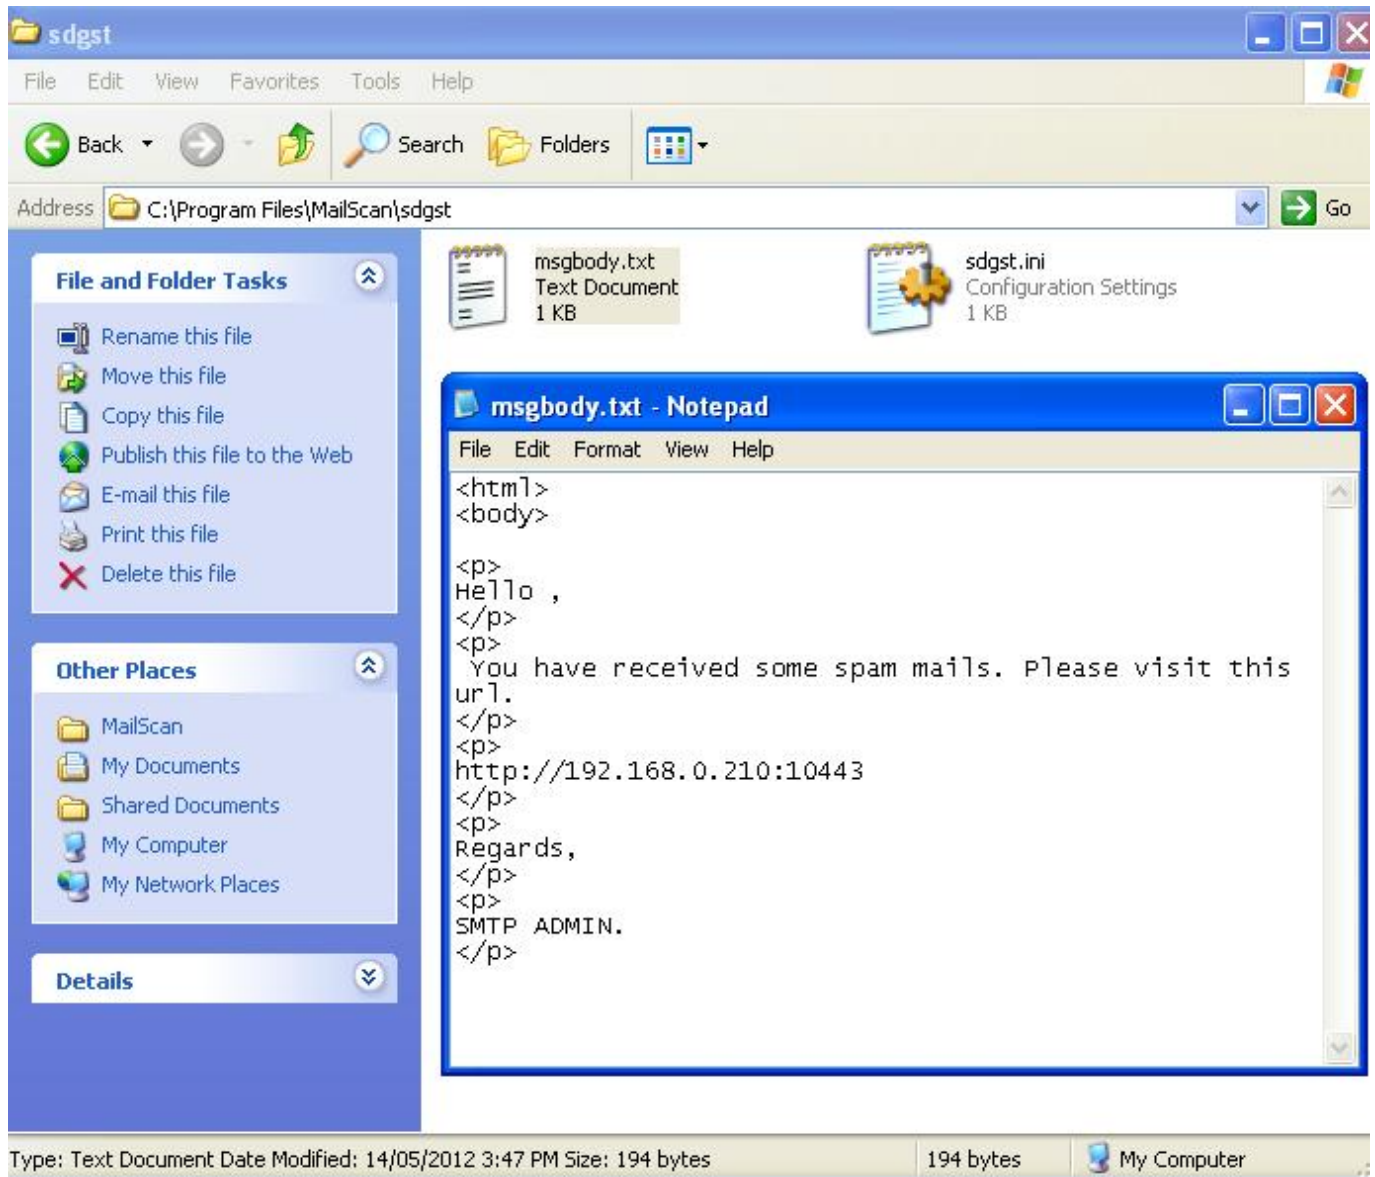 sdgst
File Edit View Favorites Tools Help
Back Search Folders
Address C:\Program Files\MailScan\sdgst Go
File and Folder Tasks
Rename this file
Move this file
Copy this file
Publish this file to the Web
E-mail this file
Print this file
Delete this file
Other Places
MailScan
My Documents
Shared Documents
My Computer
My Network Places
Details
msgbody.txt
Text Document
1 KB
sdgst.ini
Configuration Settings
1 KB
msgbody.txt - Notepad
File Edit Format View Help
<html>
<body>
<p>
Hello ,
</p>
<p>
You have received some spam mails. Please visit this
url.
</p>
<p>
http://192.168.0.210:10443
</p>
<p>
Regards,
</p>
<p>
SMTP ADMIN.
</p>
Type: Text Document Date Modified: 14/05/2012 3:47 PM Size: 194 bytes 194 bytes My Computer